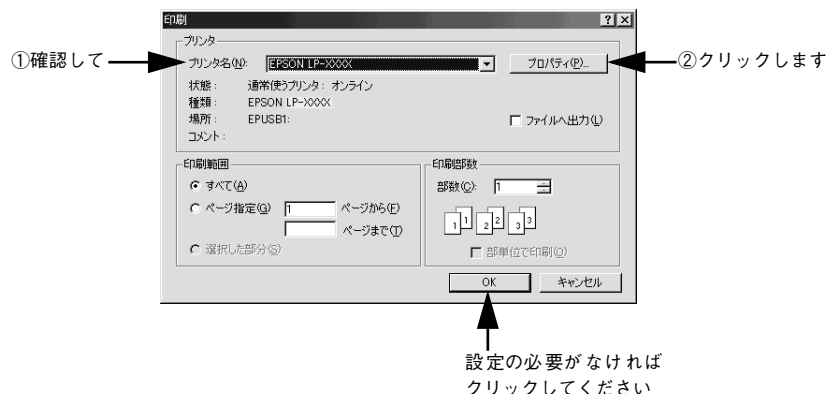 印刷
プリンタ
①確認して
プリンタ名(N):
EPSON LP-XXXX
プロパティ(P)...
②クリックします
状態:
通常使うプリンタ: オンライン
種類:
EPSON LP-XXXX
場所:
EPUSB1:
ファイルへ出力(L)
コメント:
印刷範囲
すべて(A)
ページ指定(G)
1
ページから(F)
ページまで(T)
選択した部分(S)
印刷部数
部数(C):
1
1 1 2 2 3 3
部単位で印刷(O)
OK
キャンセル
設定の必要がなければ
クリックしてください